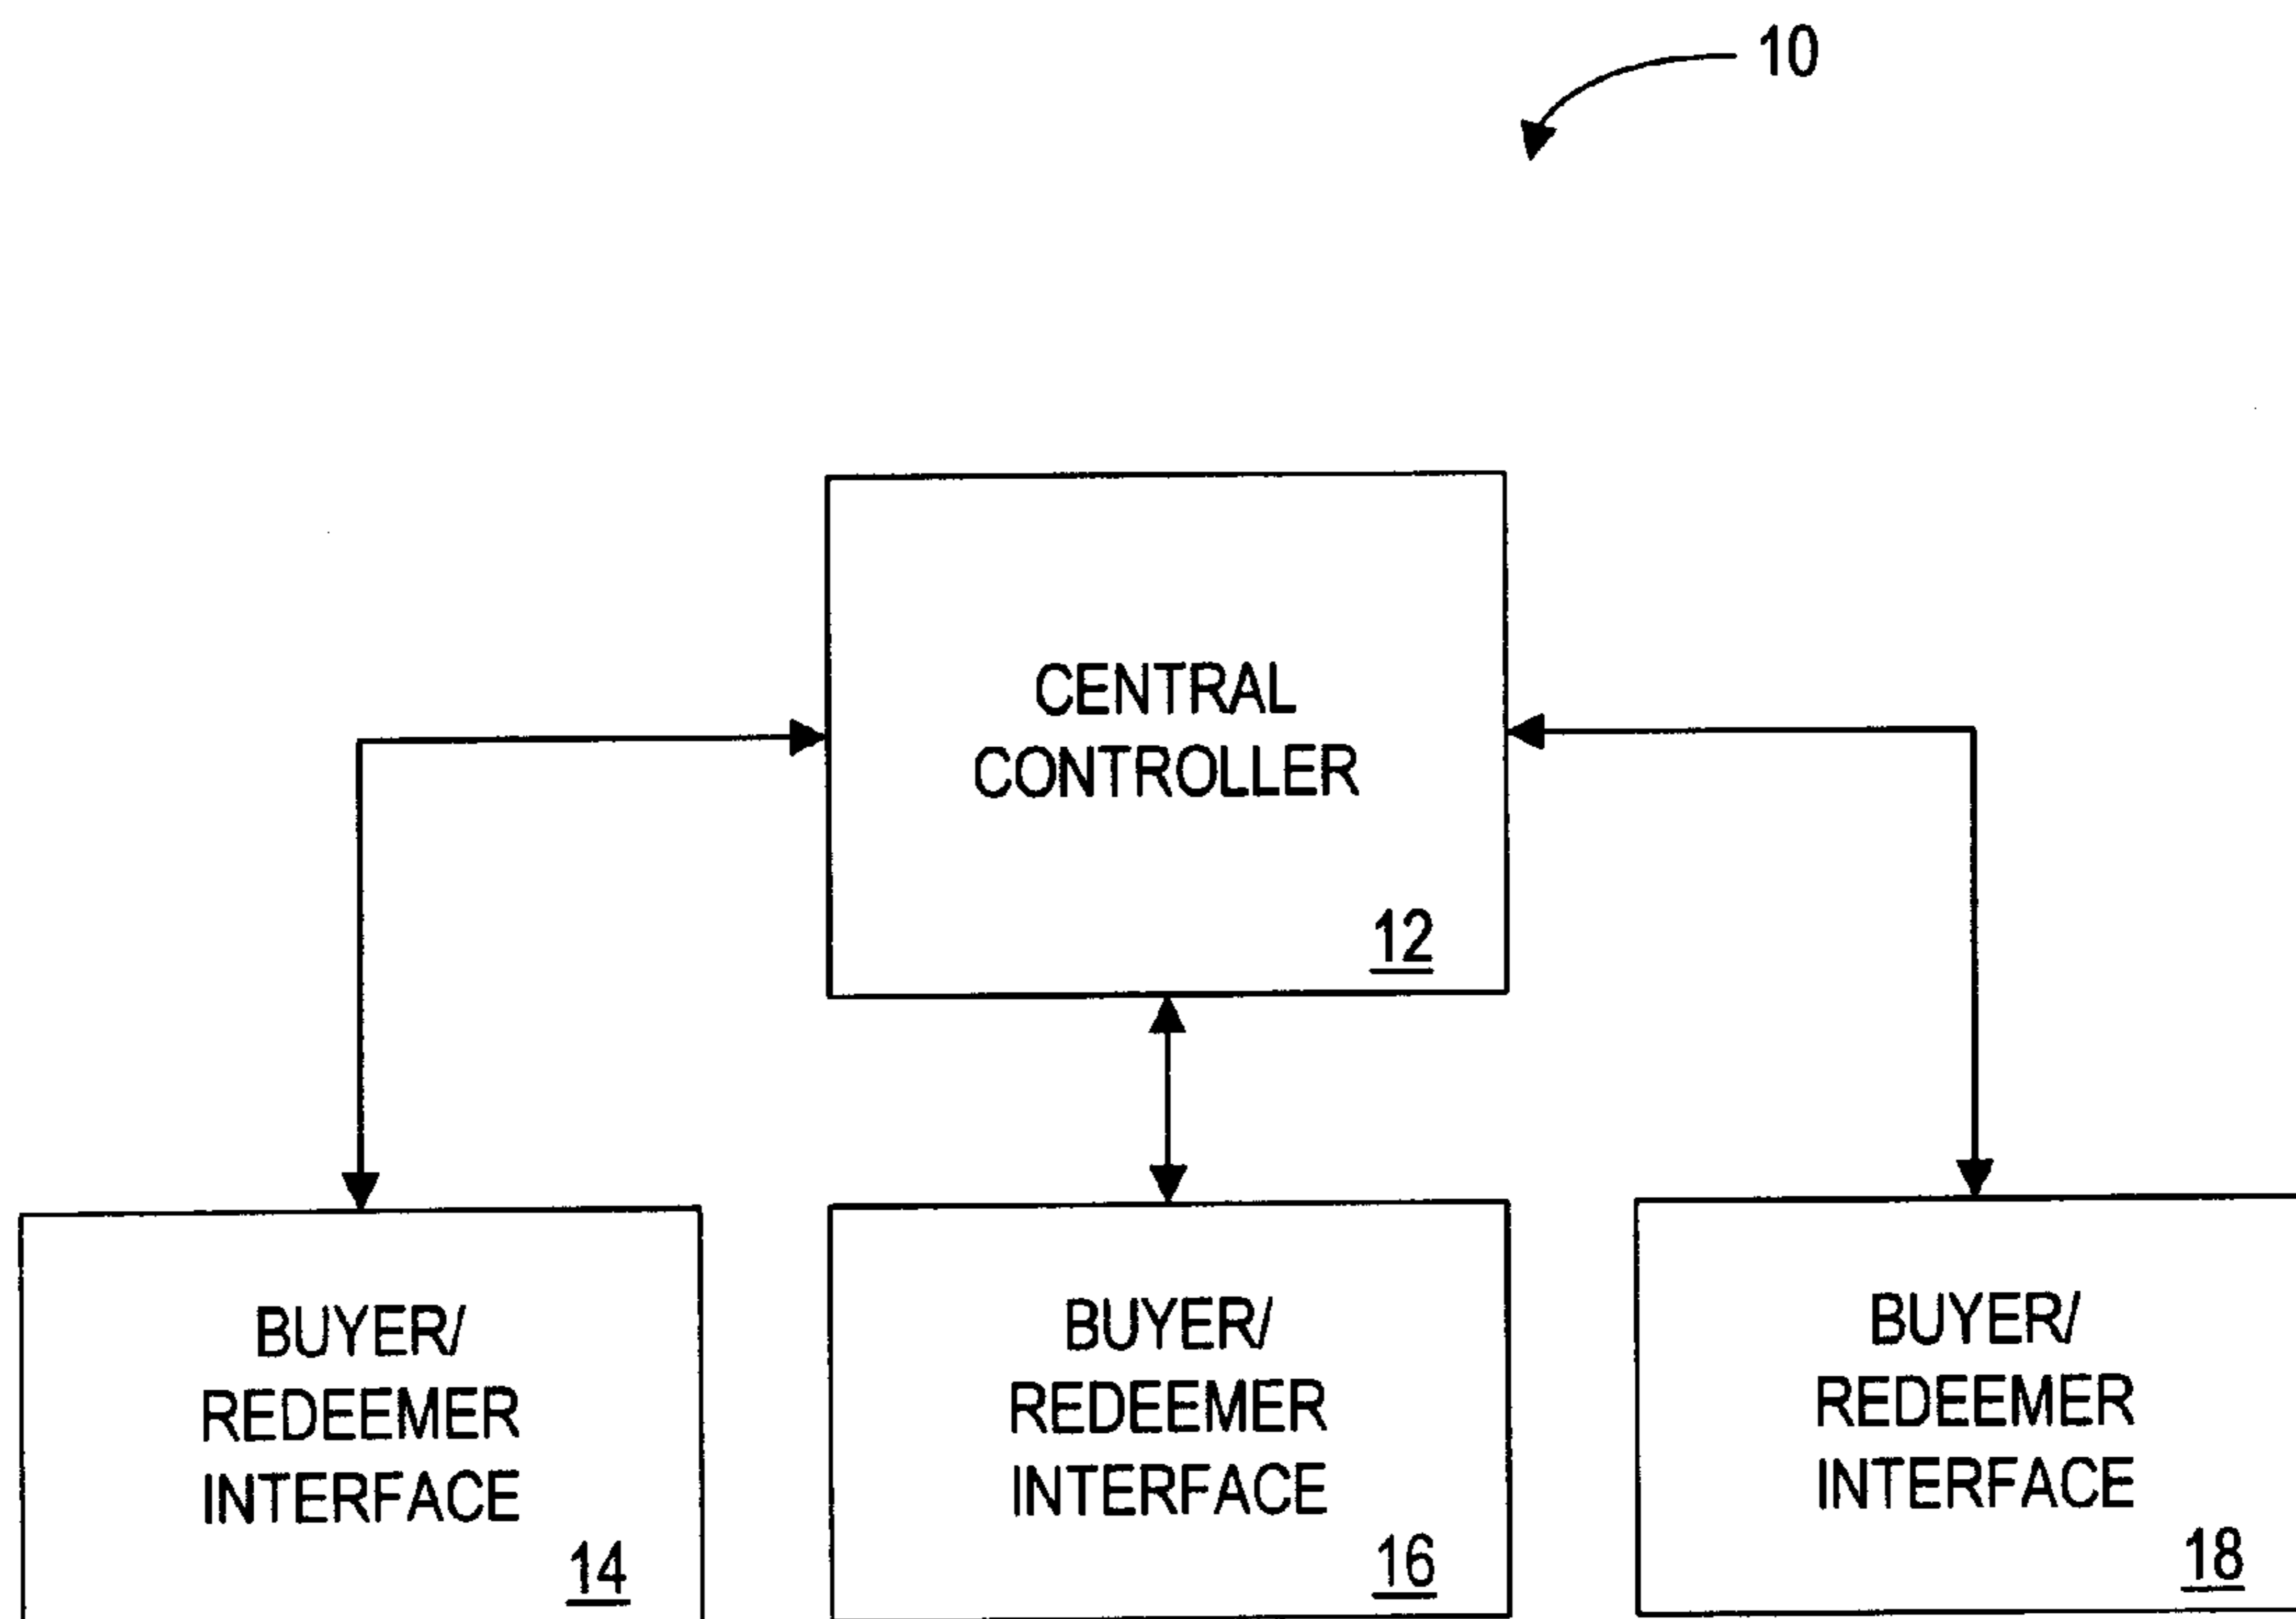 10
CENTRAL
CONTROLLER
12
BUYER/
REDEEMER
INTERFACE
14
BUYER/
REDEEMER
INTERFACE
16
BUYER/
REDEEMER
INTERFACE
18